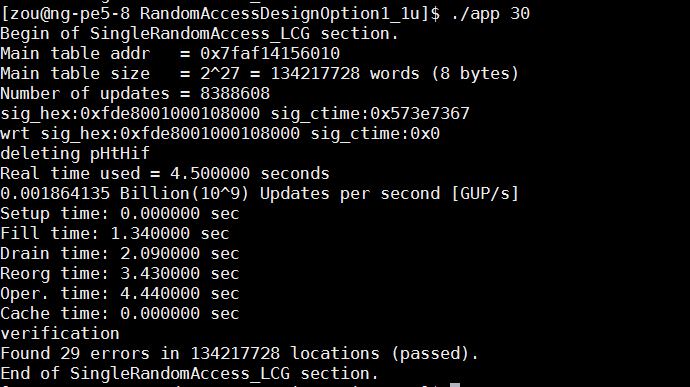 [zou@ng-pe5-8 RandomAccessDesignOption1_1u]$ ./app 30
Begin of SingleRandomAccess_LCG section.
Main table addr   = 0x7faf14156010
Main table size   = 2^27 = 134217728 words (8 bytes)
Number of updates = 8388608
sig_hex:0xfde8001000108000 sig_ctime:0x573e7367
wrt sig_hex:0xfde8001000108000 sig_ctime:0x0
deleting pHtHif
Real time used = 4.500000 seconds
0.001864135 Billion(10^9) Updates per second [GUP/s]
Setup time: 0.000000 sec
Fill time: 1.340000 sec
Drain time: 2.090000 sec
Reorg time: 3.430000 sec
Oper. time: 4.440000 sec
Cache time: 0.000000 sec
verification
Found 29 errors in 134217728 locations (passed).
End of SingleRandomAccess_LCG section.